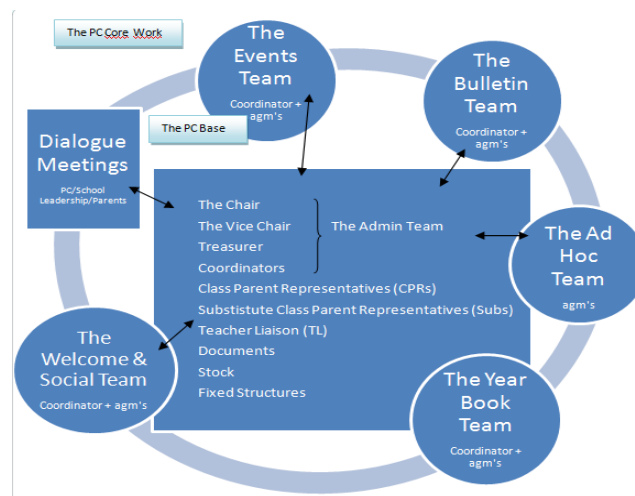 The PC Core Work
The
Events
Team
Coordinator +
agm's
The
Bulletin
Team
Coordinator +
agm's
The PC Base
Dialogue
Meetings
PC/School
Leadership/Parents
The Chair
The Vice Chair
The Admin Team
Treasurer
Coordinators
Class Parent Representatives (CPRs)
Substistute Class Parent Representatives (Subs)
Teacher Liaison (TL)
Documents
Stock
Fixed Structures
The Ad
Hoc
Team
agm's
The
Welcome &
Social Team
Coordinator + agm's
The Year
Book
Team
Coordinator +
agm's